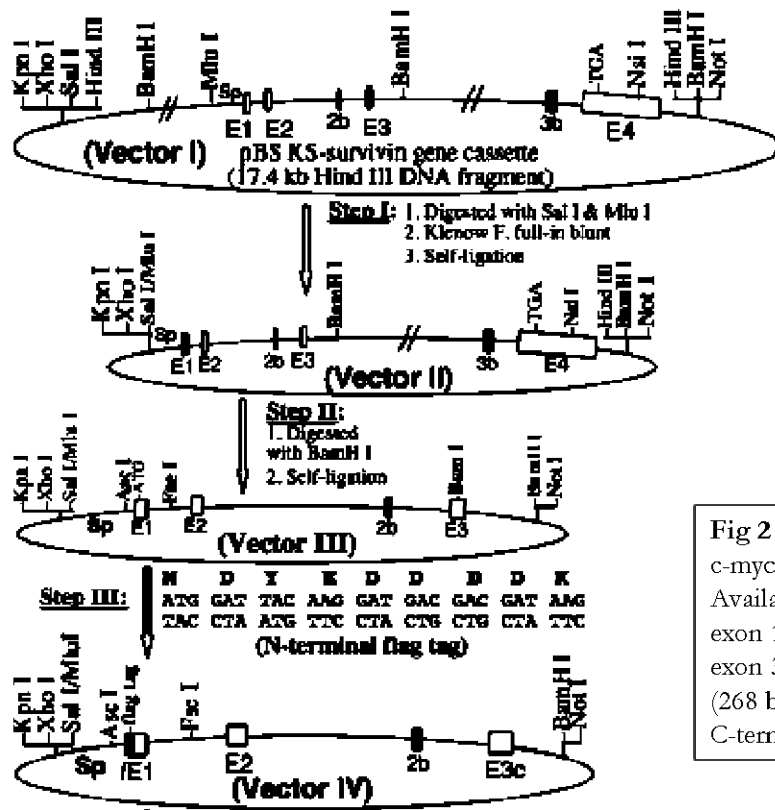 Kpn I
Xho I
Sal I
Hind III
BamH I
Mlu I
Sp
E1
E2
2b
E3
BamH I
3b
TGA
Nsi I
E4
Hind III
BamH I
Not I
(Vector I)
pBS KS-survivin gene cassette
(17.4 kb Hind III DNA fragment)
Step I: 1. Digested with Sal I & Mlu I
2. Klenow F. full-in blunt
3. Self-ligation
Kpn I
Xho I
Sal I/Mlu I
Sp
E1
E2
2b
E3
BamH I
3b
TGA
Nsi I
E4
Hind III
BamH I
Not I
(Vector II)
Step II:
1. Digested
with BamH I
2. Self-ligation
Kpn I
Xho I
Sal I/Mlu I
Sp
Asc I
ATG
E1
Fse I
E2
2b
E3
BamH I
Not I
(Vector III)
Step III:
D Y K D D D D K
ATG GAT TAC AAG GAT GAC GAC GAT AAG
TAC CTA ATG TTC CTA CTG CTG CTA TTC
(N-terminal flag tag)
Kpn I
Xho I
Sal I/MluI
Sp
Asc I
flag tag
E1
Fsc I
E2
2b
E3c
BamH I
Not I
(Vector IV)
Fig 2
c-myc
Availa
exon 1
exon 3
(268 b
C-term